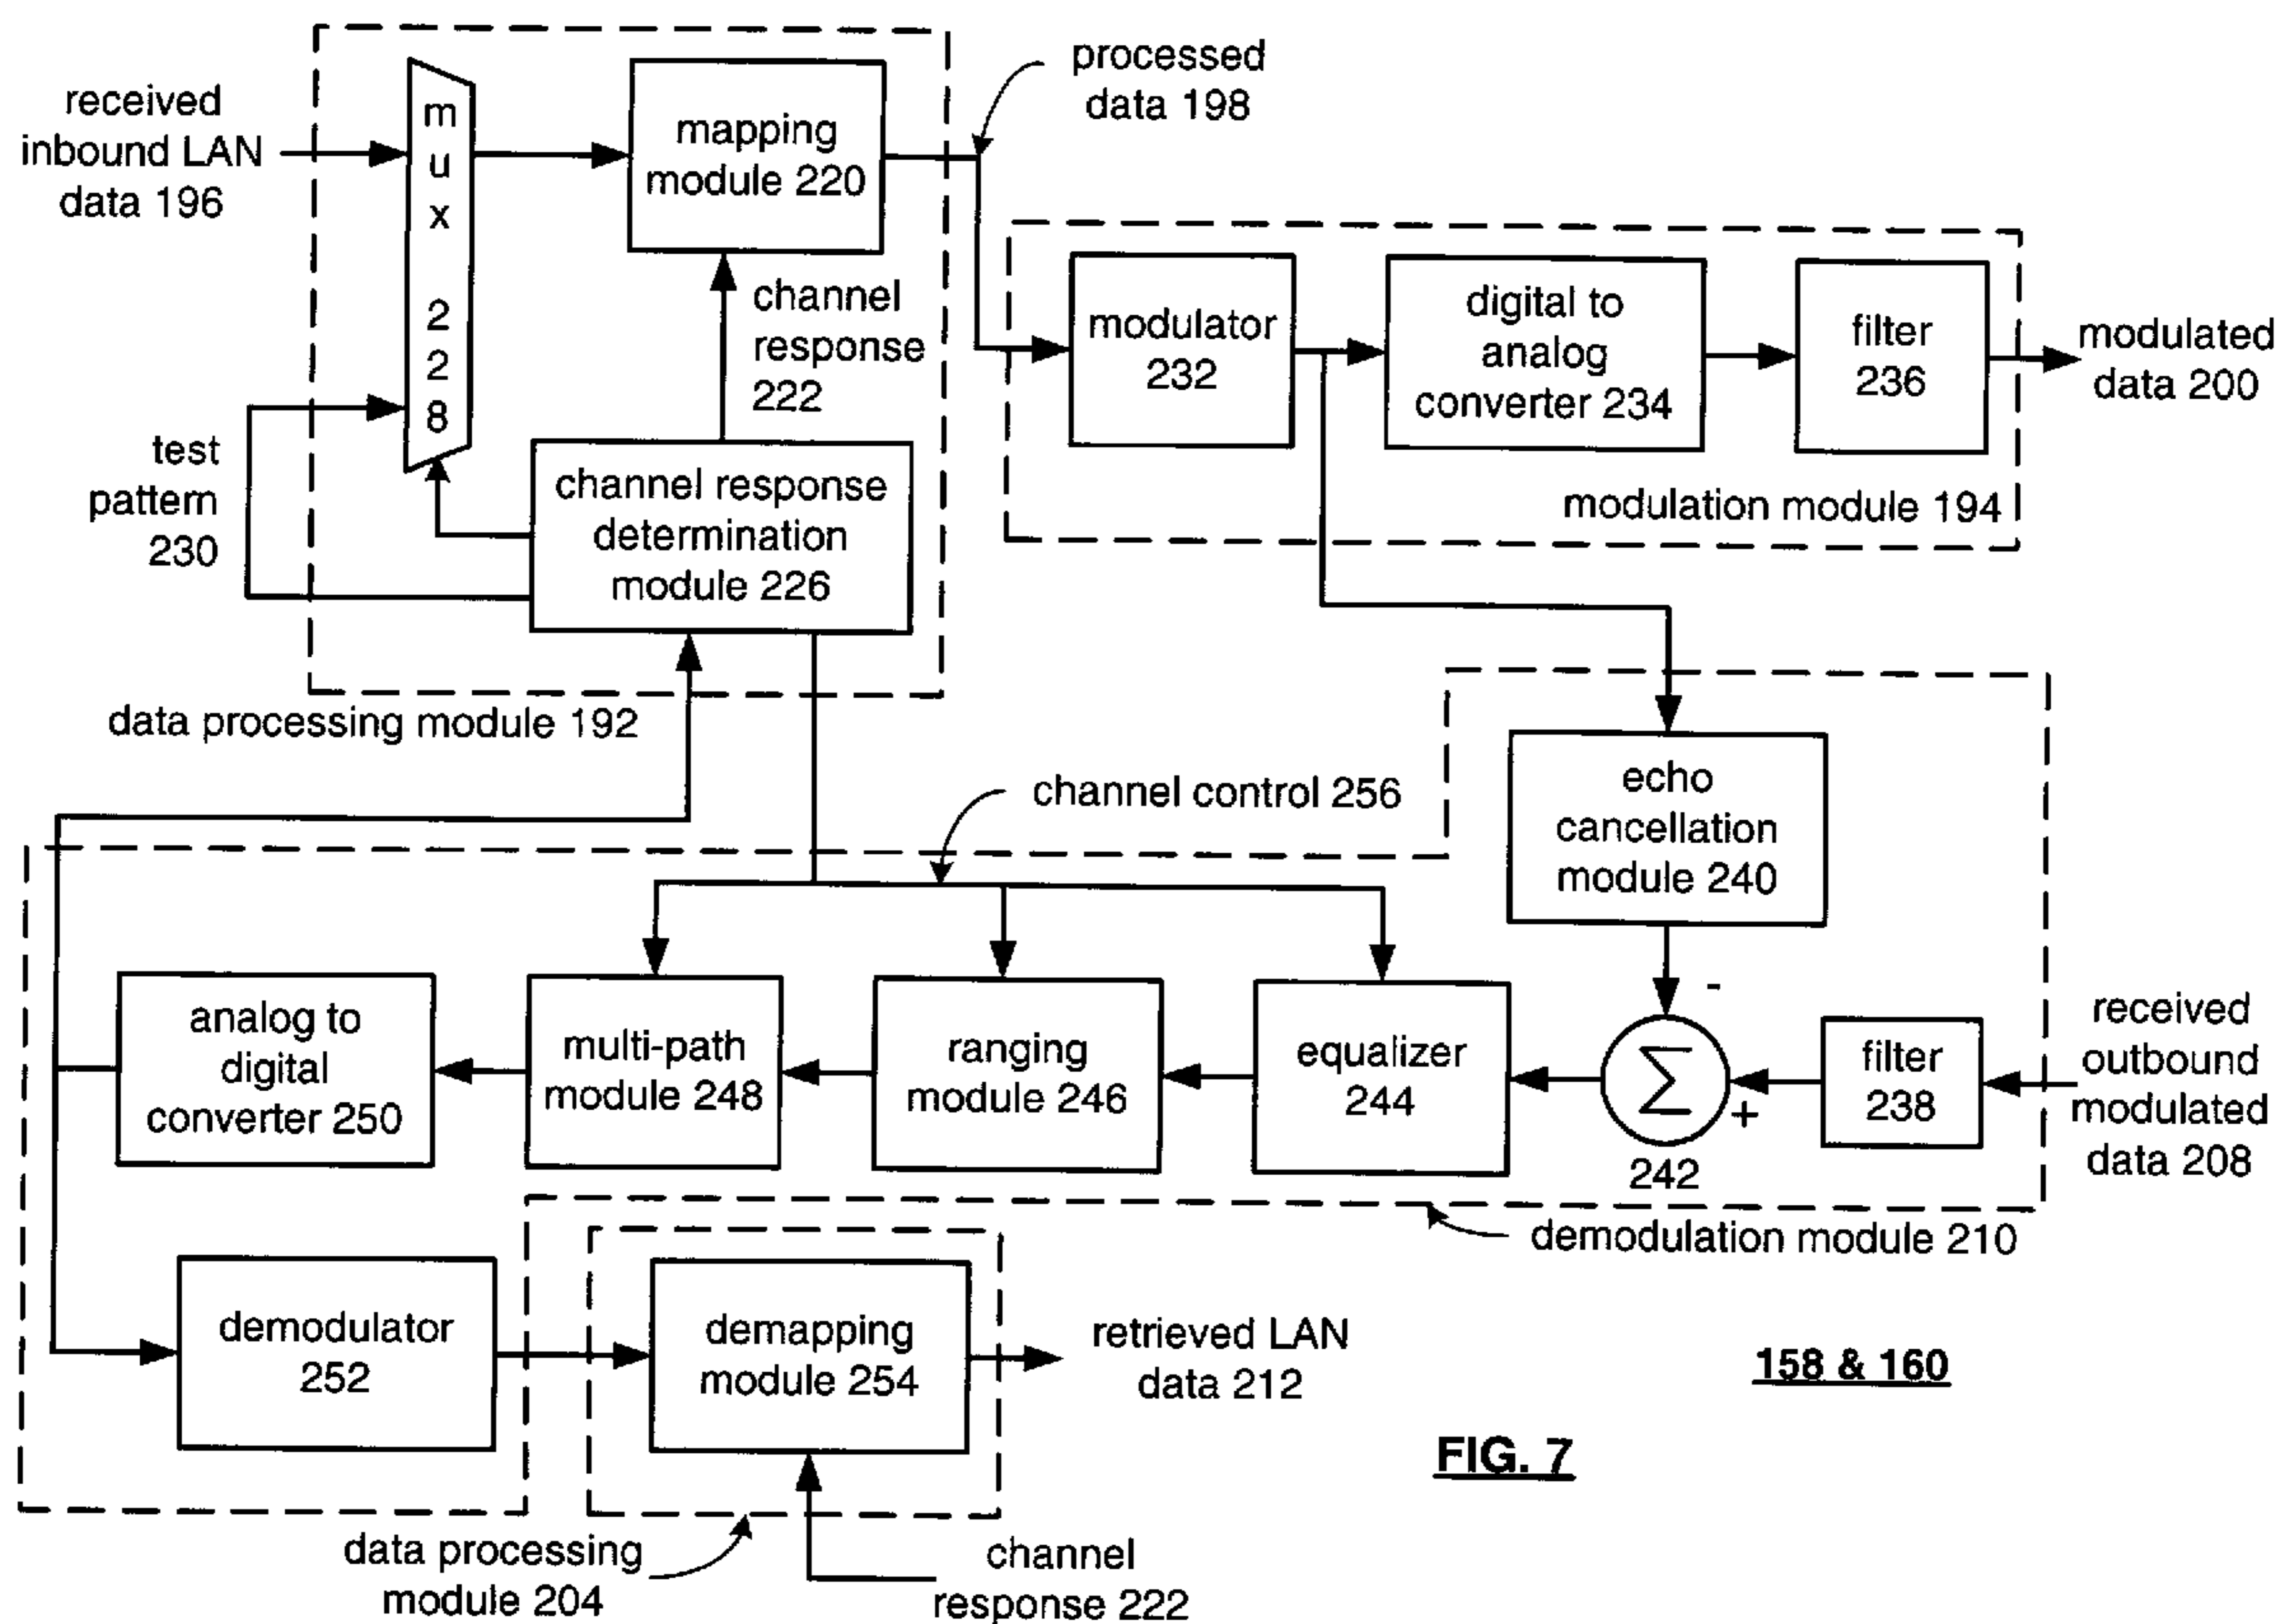 received
inbound LAN
data 196
mux 228
mapping
module 220
processed
data 198
channel
response
222
test
pattern
230
channel response
determination
module 226
data processing module 192
modulator
232
digital to
analog
converter 234
filter
236
modulated
data 200
modulation module 194
channel control 256
echo
cancellation
module 240
analog to
digital
converter 250
multi-path
module 248
ranging
module 246
equalizer
244
-
Σ
+
242
filter
238
received
outbound
modulated
data 208
demodulation module 210
demodulator
252
demapping
module 254
retrieved LAN
data 212
data processing
module 204
channel
response 222
158 & 160
FIG. 7